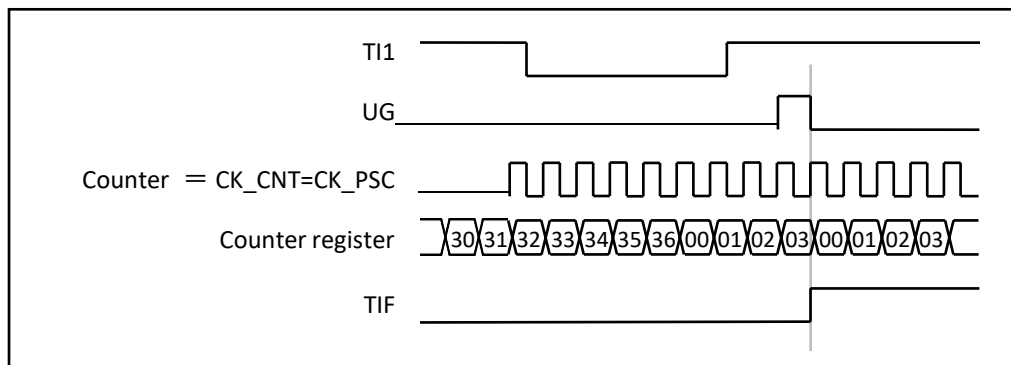 TI1
UG
Counter = CK_CNT=CK_PSC
Counter register 30 31 32 33 34 35 36 00 01 02 03 00 01 02 03
TIF